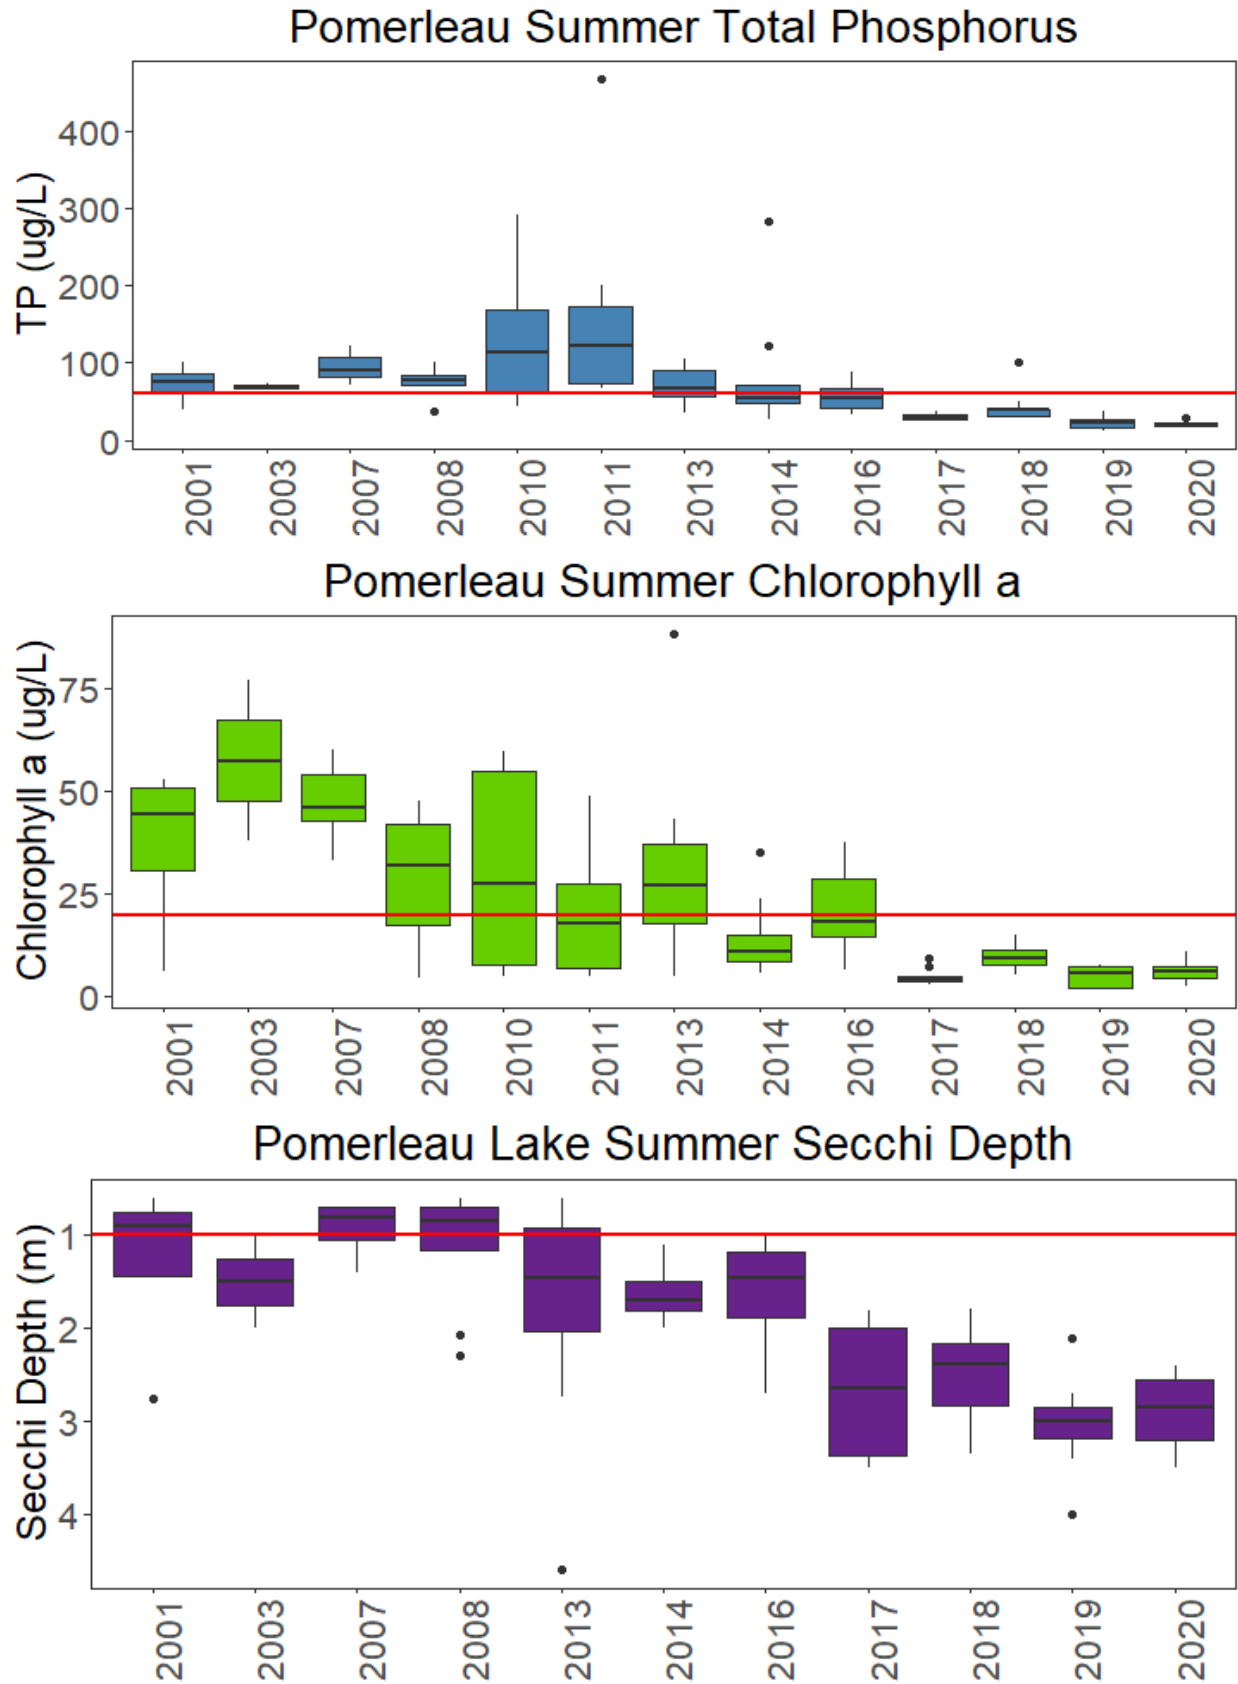 Pomerleau Summer Total Phosphorus
TP (ug/L)
400
300
200
100
0
2001 2003 2007 2008 2010 2011 2013 2014 2016 2017 2018 2019 2020
Pomerleau Summer Chlorophyll a
Chlorophyll a (ug/L)
75
50
25
0
2001 2003 2007 2008 2010 2011 2013 2014 2016 2017 2018 2019 2020
Pomerleau Lake Summer Secchi Depth
Secchi Depth (m)
1
2
3
4
2001 2003 2007 2008 2013 2014 2016 2017 2018 2019 2020